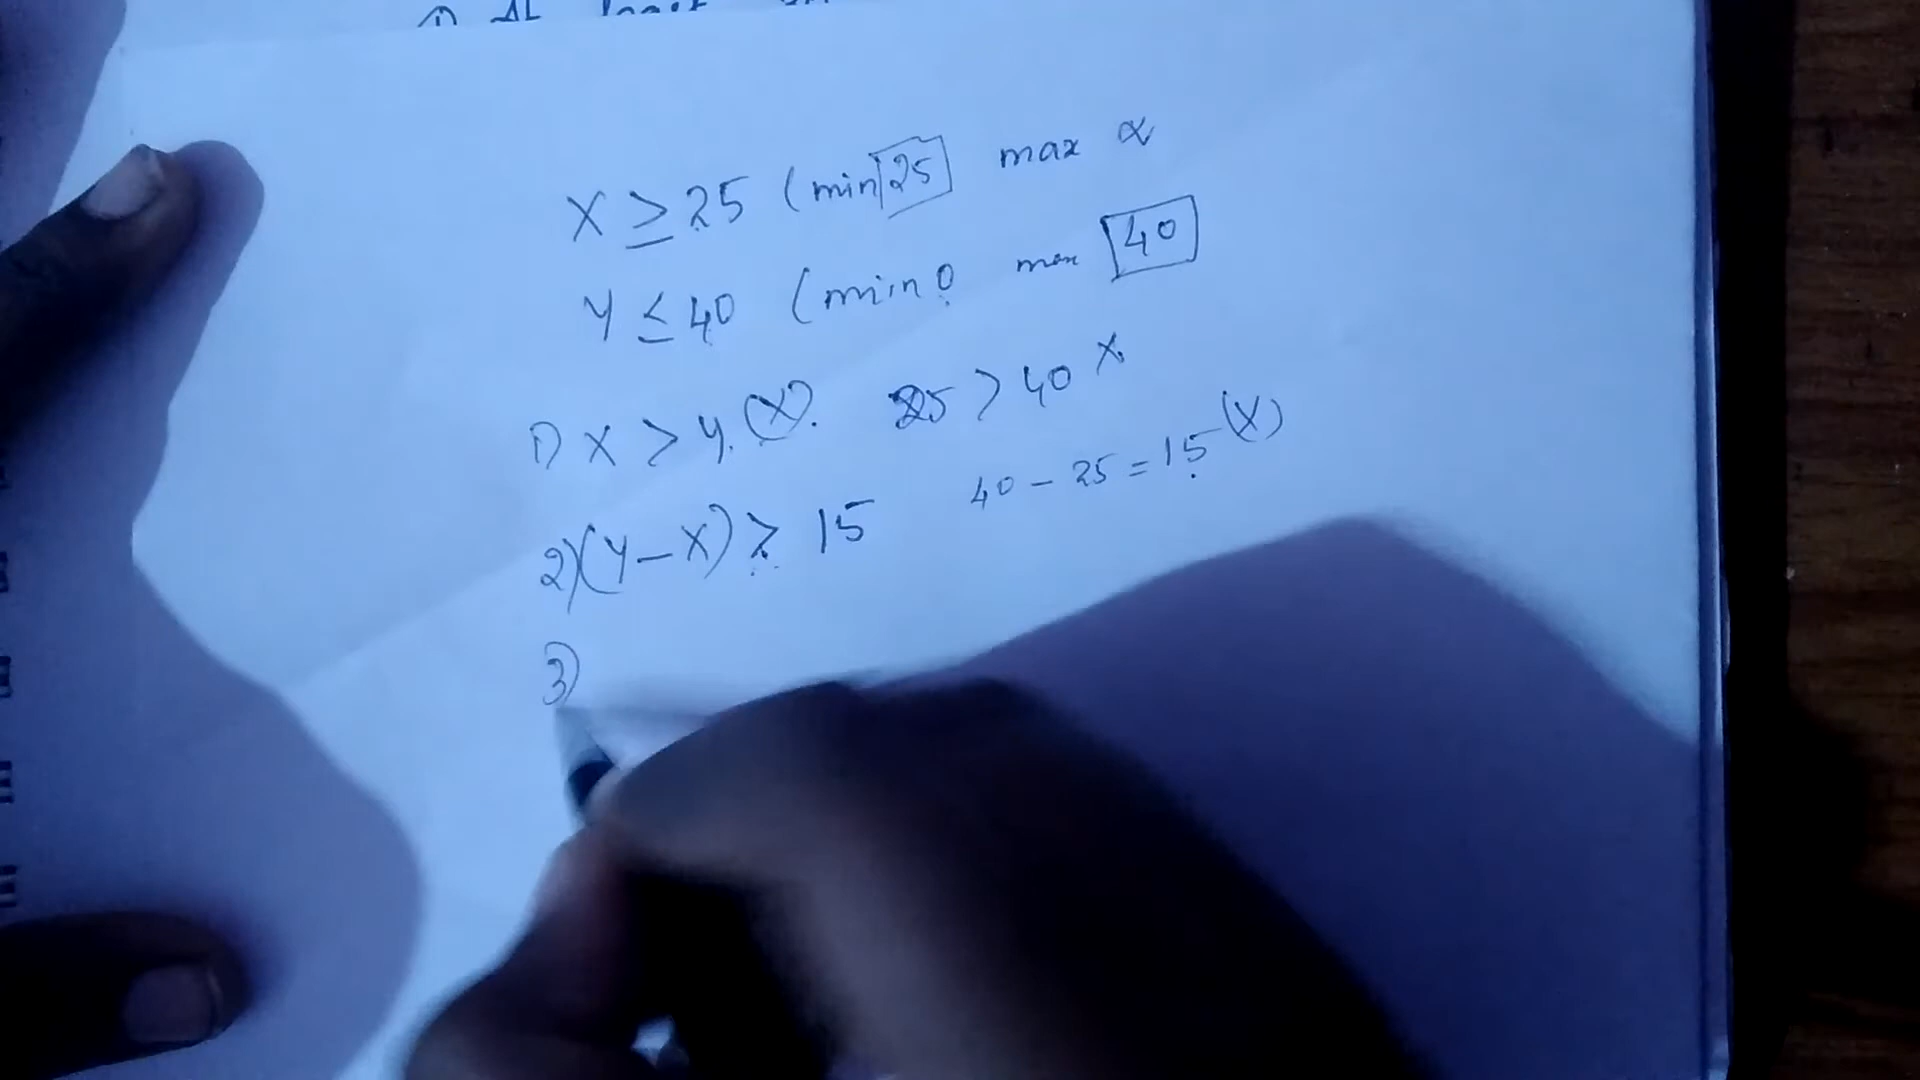 X ≥ 25 (min 25 max α
Y ≤ 40 (min 0 max 40
1) X > Y. (X). 25 > 40 X.
2) (Y - X) ≥ 15 40 - 25 = 15 (X)
3)